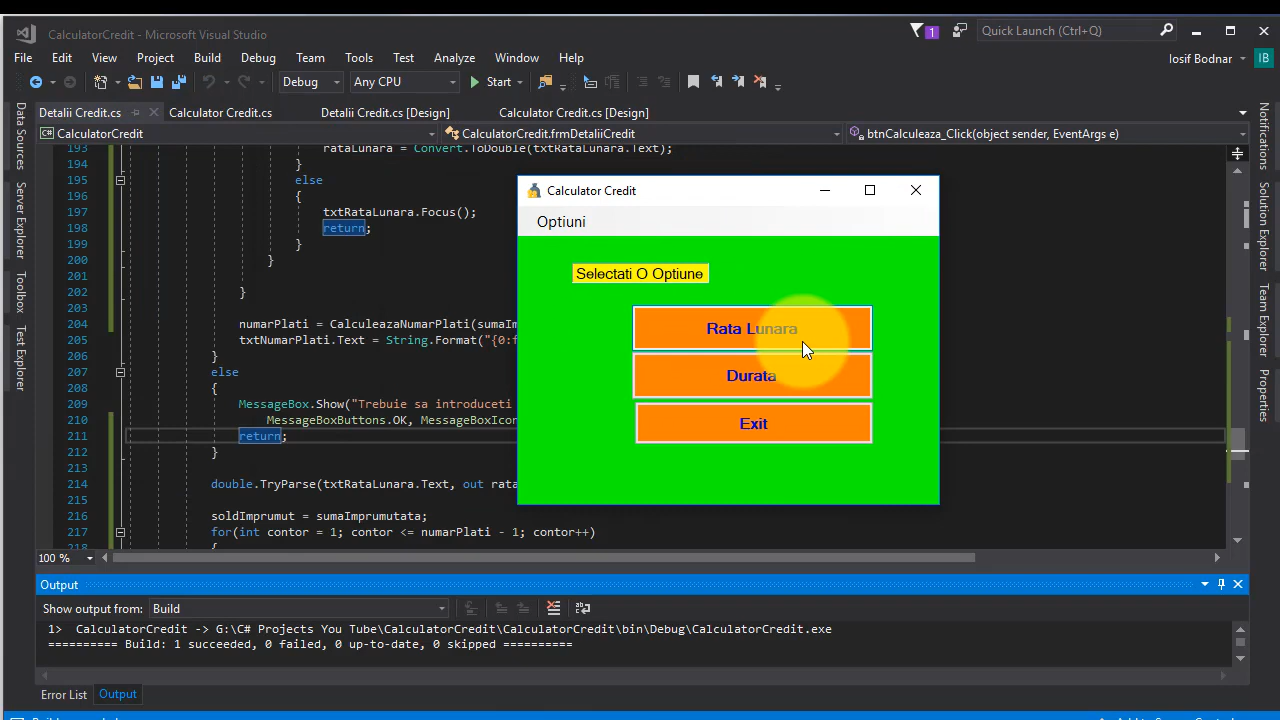 CalculatorCredit - Microsoft Visual Studio
1
Quick Launch (Ctrl+Q)
File Edit View Project Build Debug Team Tools Test Analyze Window Help
Iosif Bodnar
IB
Debug
Any CPU
Start
Detalii Credit.cs
Calculator Credit.cs
Detalii Credit.cs [Design]
Calculator Credit.cs [Design]
CalculatorCredit
CalculatorCredit.frmDetaliiCredit
btnCalculeaza_Click(object sender, EventArgs e)
Data Sources
Server Explorer
Toolbox
Test Explorer
Notifications
Solution Explorer
Team Explorer
Properties
193 rataLunara = Convert.ToDouble(txtRataLunara.Text);
194 }
195 else
196 {
197 txtRataLunara.Focus();
198 return;
199 }
200 }
201
202 }
203
204 numarPlati = CalculeazaNumarPlati(sumaIm
205 txtNumarPlati.Text = String.Format("{0:f
206 }
207 else
208 {
209 MessageBox.Show("Trebuie sa introduceti
210 MessageBoxButtons.OK, MessageBoxIcon
211 return;
212 }
213
214 double.TryParse(txtRataLunara.Text, out rata
215
216 soldImprumut = sumaImprumutata;
217 for(int contor = 1; contor <= numarPlati - 1; contor++)
218 {
Calculator Credit
Optiuni
Selectati O Optiune
Rata Lunara
Durata
Exit
100 %
Output
Show output from: Build
1> CalculatorCredit -> G:\C# Projects You Tube\CalculatorCredit\CalculatorCredit\bin\Debug\CalculatorCredit.exe
========== Build: 1 succeeded, 0 failed, 0 up-to-date, 0 skipped ==========
Error List
Output